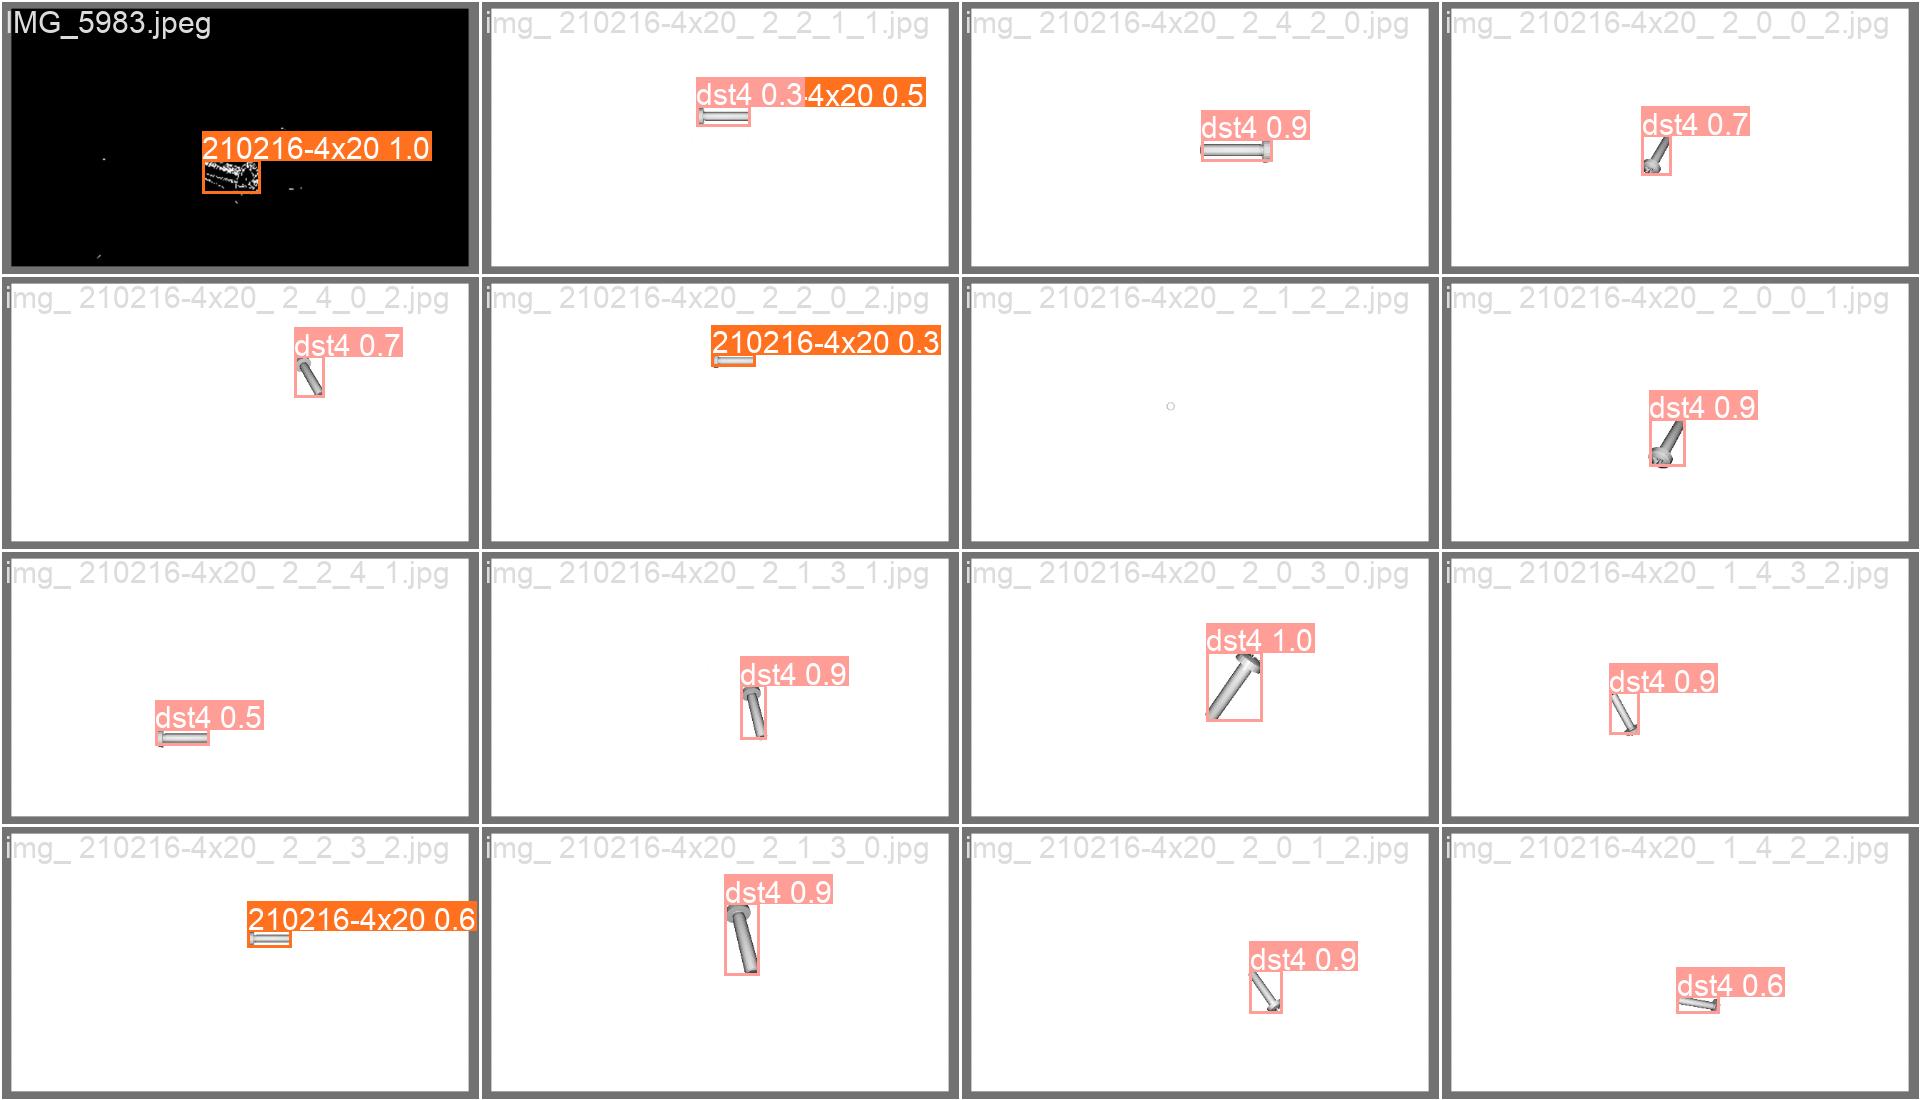 IMG_5983.jpeg
210216-4x20 1.0
img_ 210216-4x20_ 2_2_1_1.jpg
dst4 0.3 -4x20 0.5
img_ 210216-4x20_ 2_4_2_0.jpg
dst4 0.9
img_ 210216-4x20_ 2_0_0_2.jpg
dst4 0.7
img_ 210216-4x20_ 2_4_0_2.jpg
dst4 0.7
img_ 210216-4x20_ 2_2_0_2.jpg
210216-4x20 0.3
img_ 210216-4x20_ 2_1_2_2.jpg
img_ 210216-4x20_ 2_0_0_1.jpg
dst4 0.9
img_ 210216-4x20_ 2_2_4_1.jpg
dst4 0.5
img_ 210216-4x20_ 2_1_3_1.jpg
dst4 0.9
img_ 210216-4x20_ 2_0_3_0.jpg
dst4 1.0
img_ 210216-4x20_ 1_4_3_2.jpg
dst4 0.9
img_ 210216-4x20_ 2_2_3_2.jpg
210216-4x20 0.6
img_ 210216-4x20_ 2_1_3_0.jpg
dst4 0.9
img_ 210216-4x20_ 2_0_1_2.jpg
dst4 0.9
img_ 210216-4x20_ 1_4_2_2.jpg
dst4 0.6